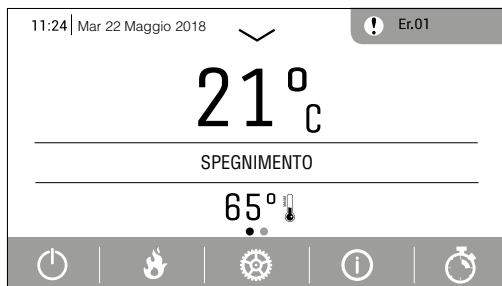 11:24 Mar 22 Maggio 2018
Er.01
21°C
SPEGNIMENTO
65°